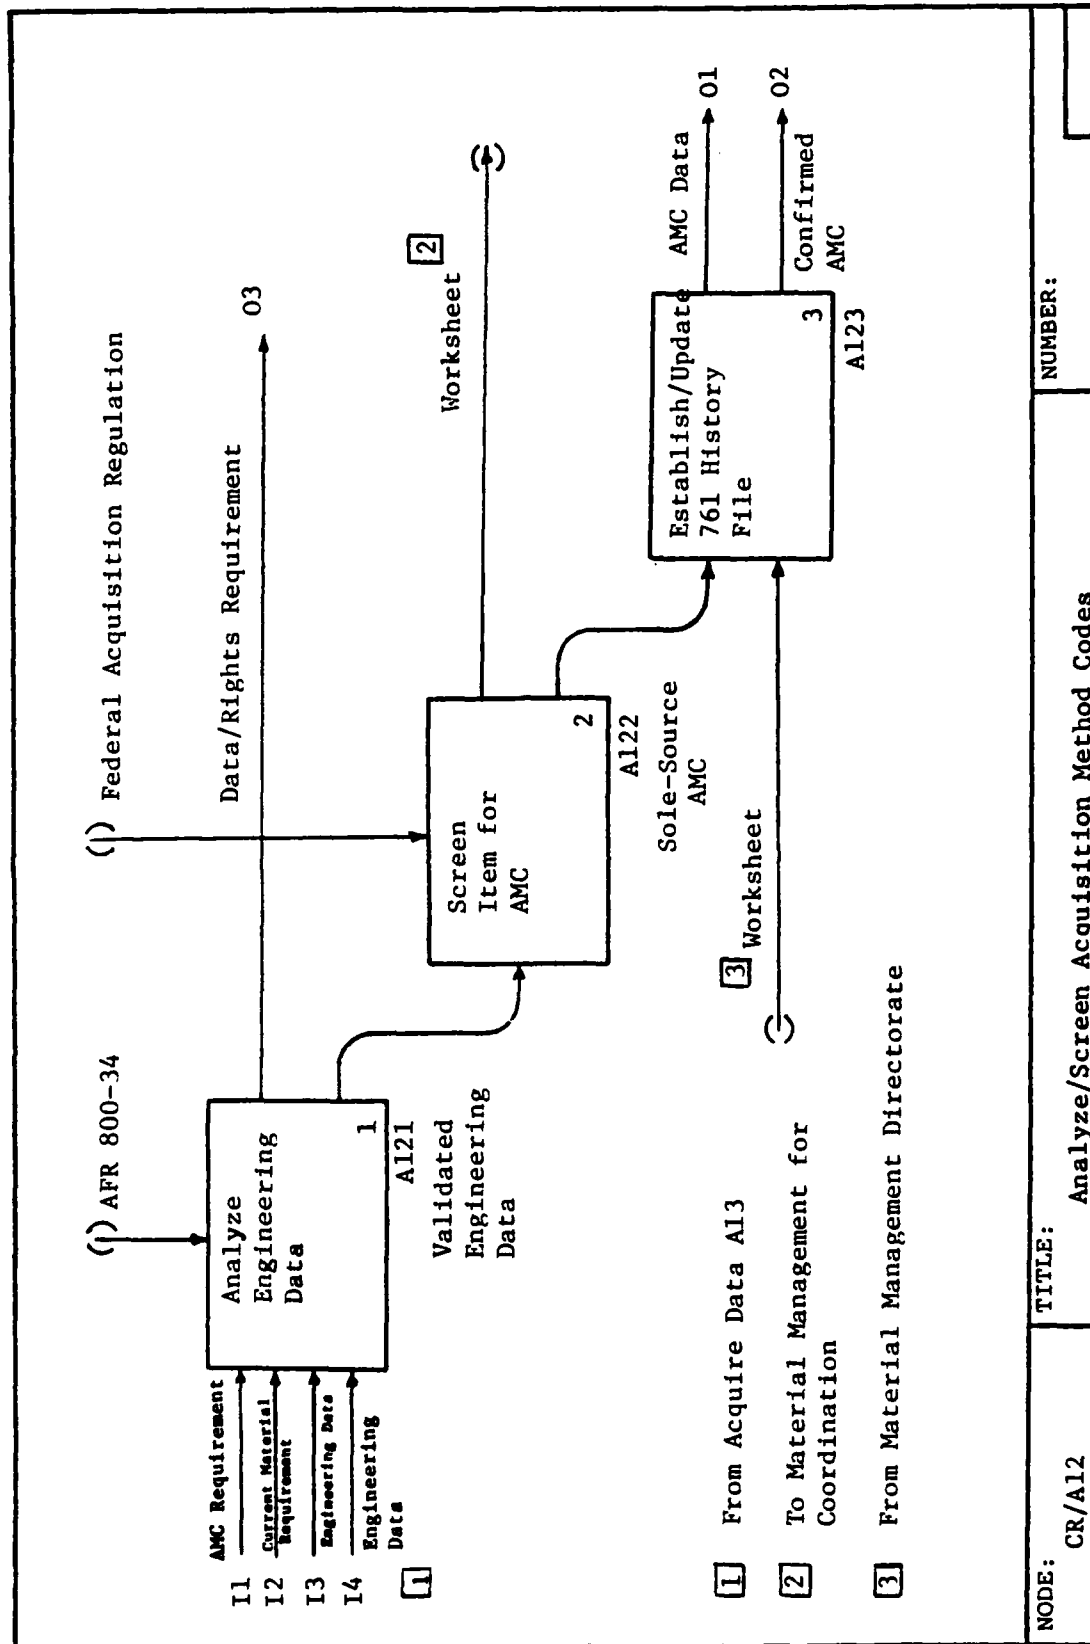 AFR 800-34
Federal Acquisition Regulation
I1
AMC Requirement
I2
Current Material
Requirement
I3
Engineering Data
I4
Engineering
Data
1
Analyze
Engineering
Data
1
A121
Data/Rights Requirement
O3
Validated
Engineering
Data
Screen
Item for
AMC
2
A122
Worksheet
2
Sole-Source
AMC
3
Worksheet
Establish/Update
761 History
File
3
A123
AMC Data
O1
Confirmed
AMC
O2
1 From Acquire Data A13
2 To Material Management for
Coordination
3 From Material Management Directorate
NODE:
CR/A12
TITLE:
Analyze/Screen Acquisition Method Codes
NUMBER: